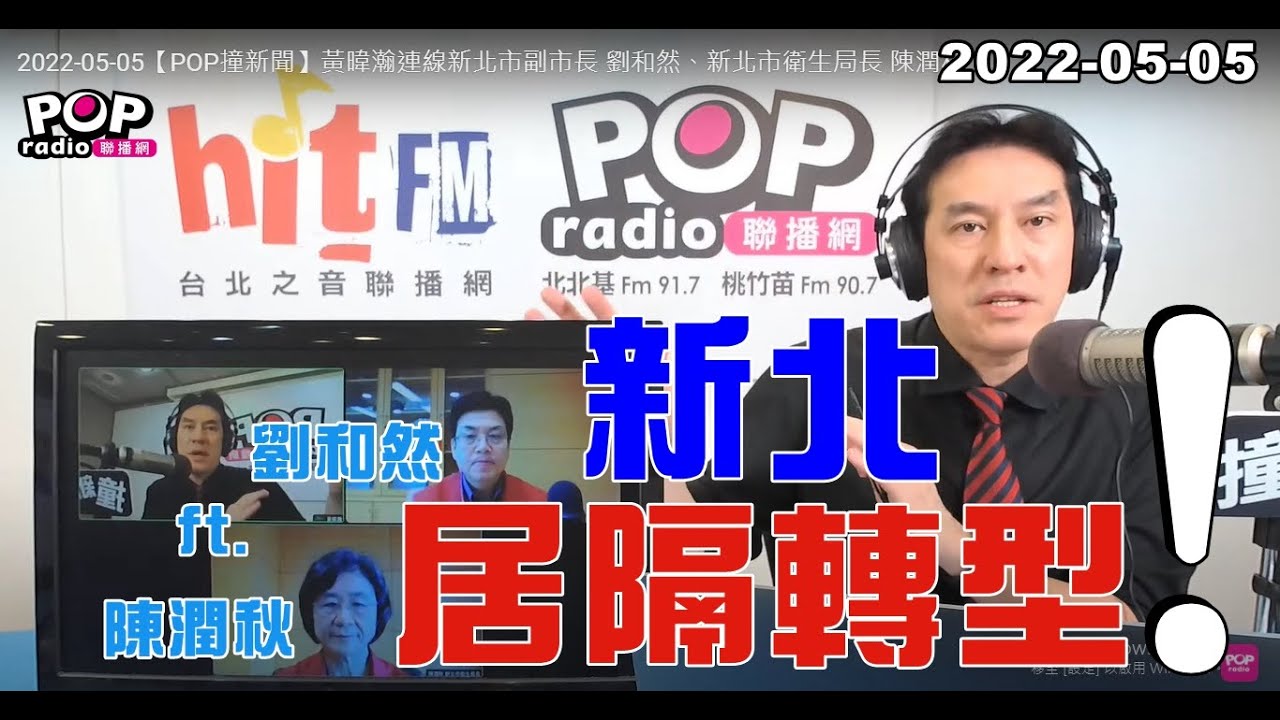 2022-05-05【POP撞新聞】黃暐瀚連線新北市副市長 劉和然、新北市衛生局長 陳潤
2022-05-05
POP
radio 聯播網
hit FM
台北之音聯播網
POP
radio 聯播網
北北基 Fm 91.7 桃竹苗 Fm 90.7
新北
居隔轉型！
劉和然
ft.
陳潤秋
撞
撞
POP
radio